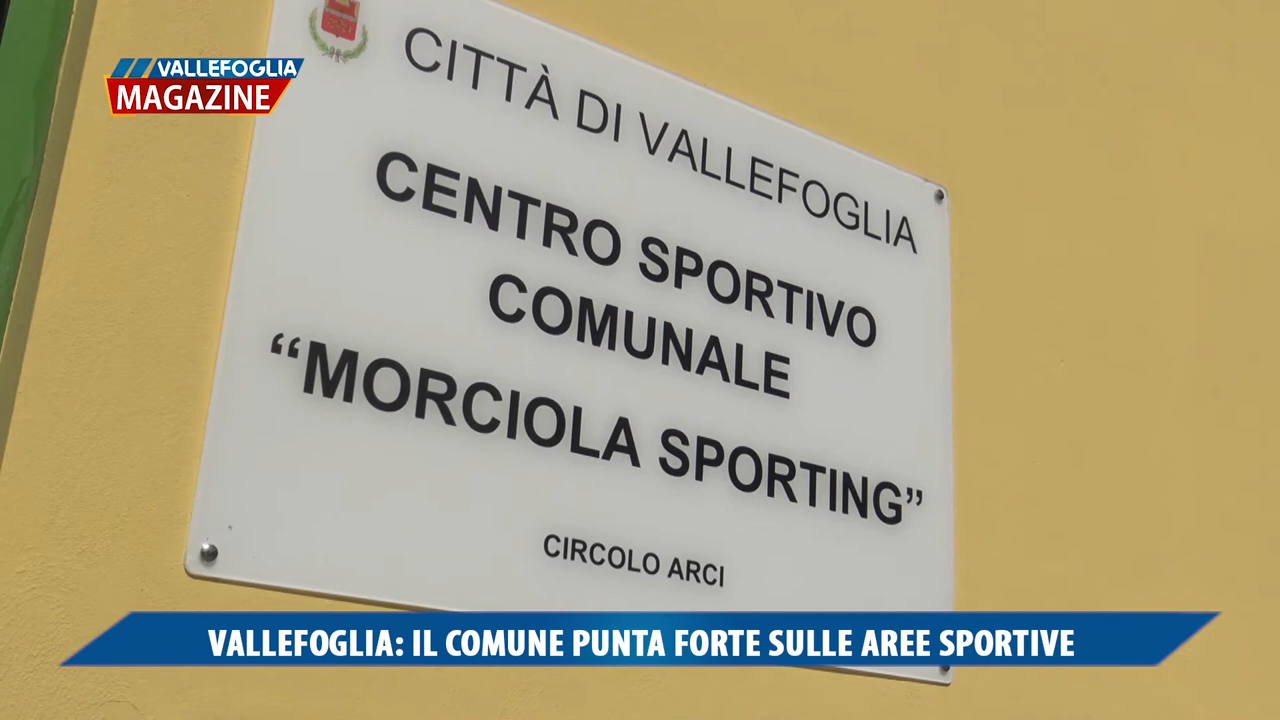 VALLEFOGLIA
MAGAZINE
CITTÀ DI VALLEFOGLIA
CENTRO SPORTIVO
COMUNALE
“MORCIOLA SPORTING”
CIRCOLO ARCI
VALLEFOGLIA: IL COMUNE PUNTA FORTE SULLE AREE SPORTIVE